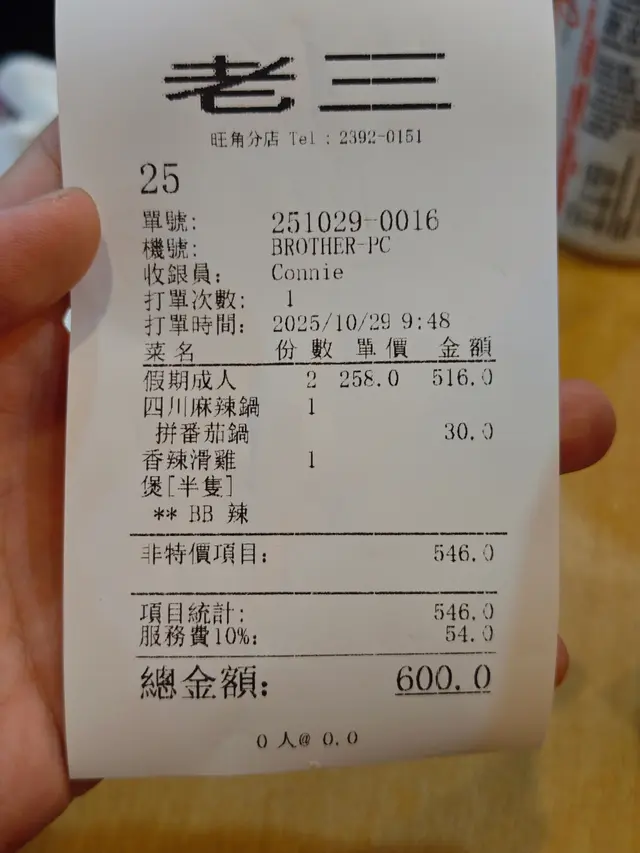 老三
旺角分店 Tel : 2392-0151
25
單號: 251029-0016
機號: BROTHER-PC
收銀員: Connie
打單次數: 1
打單時間: 2025/10/29 9:48
菜名 份數 單價 金額
假期成人 2 258.0 516.0
四川麻辣鍋 1
拼番茄鍋 30.0
香辣滑雞 1
煲[半隻]
** BB 辣
非特價項目: 546.0
項目統計: 546.0
服務費10%: 54.0
總金額: 600.0
0 人@ 0.0